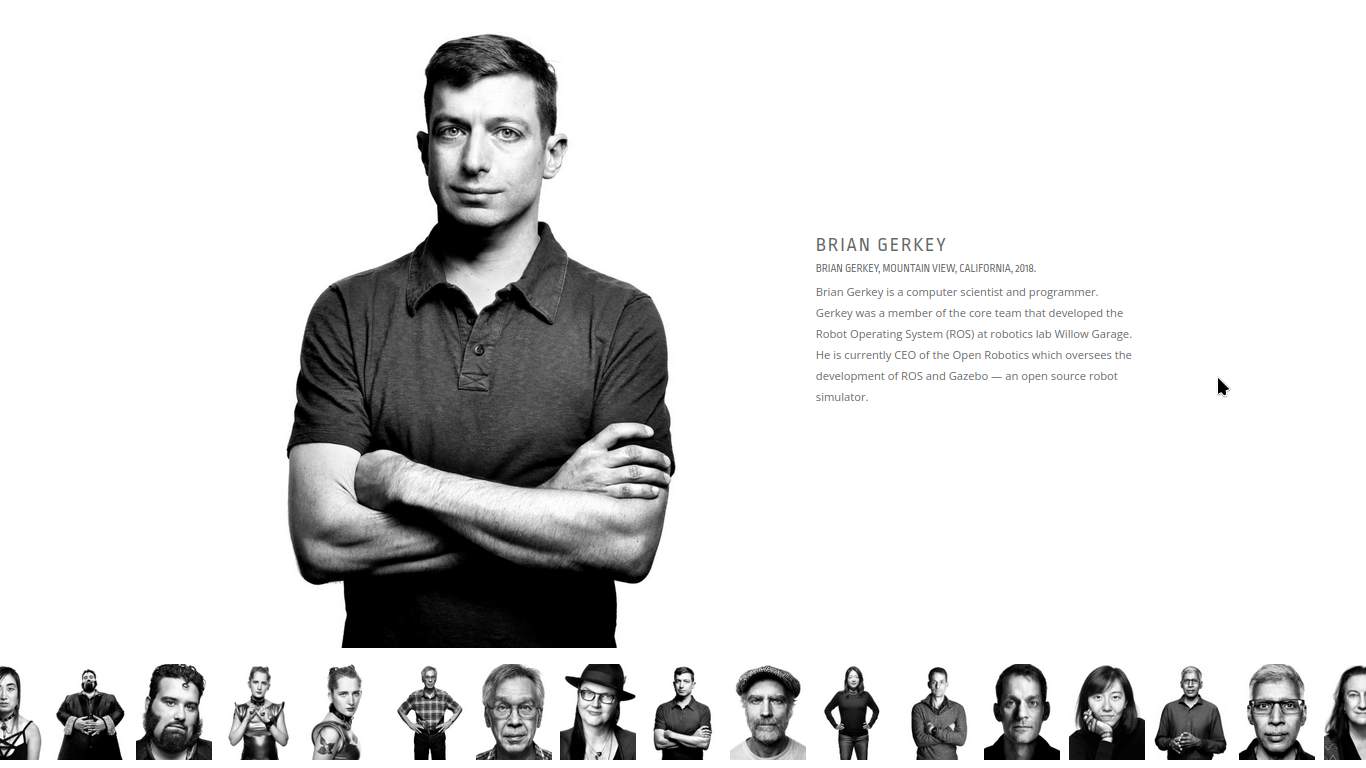 BRIAN GERKEY
BRIAN GERKEY, MOUNTAIN VIEW, CALIFORNIA, 2018.
Brian Gerkey is a computer scientist and programmer.
Gerkey was a member of the core team that developed the
Robot Operating System (ROS) at robotics lab Willow Garage.
He is currently CEO of the Open Robotics which oversees the
development of ROS and Gazebo — an open source robot
simulator.